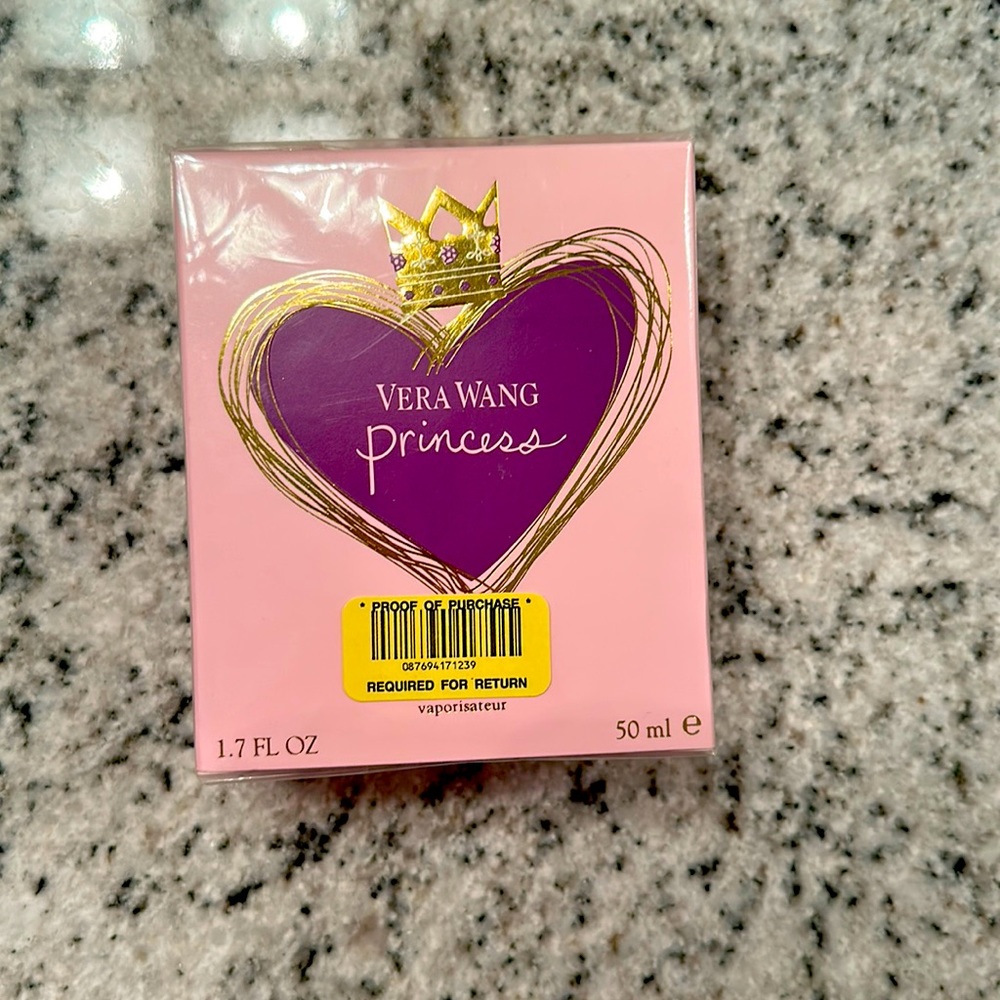 VERA WANG
princess
* PROOF OF PURCHASE *
087694171239
REQUIRED FOR RETURN
vaporisateur
1.7 FL OZ
50 ml e